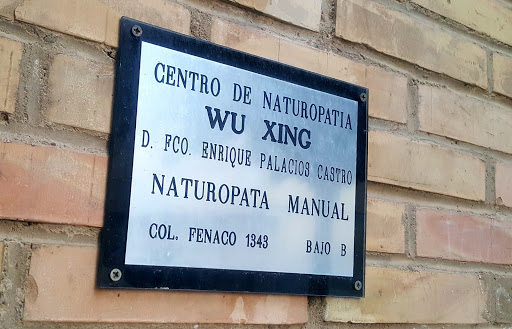 CENTRO DE NATUROPATIA
WU XING
D. FCO. ENRIQUE PALACIOS CASTRO
NATUROPATA MANUAL
COL. FENACO 1343 BAJO B